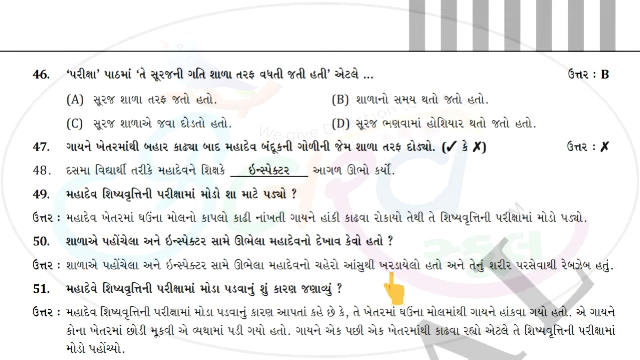 46. 'પરીક્ષા' પાઠમાં 'તે સૂરજની ગતિ શાળા તરફ વધતી જતી હતી' એટલે ... ઉત્તર : B
(A) સૂરજ શાળા તરફ જતો હતો. (B) શાળાનો સમય થતો જતો હતો.
(C) સૂરજ શાળાએ જવા દોડતો હતો. (D) સૂરજ ભણવામાં હોશિયાર થતો જતો હતો.
47. ગાયને ખેતરમાંથી બહાર કાઢ્યા બાદ મહાદેવ બંદૂકની ગોળીની જેમ શાળા તરફ દોડ્યો. (✓ કે ✗) ઉત્તર : ✗
48. દસમા વિદ્યાર્થી તરીકે મહાદેવને શિક્ષકે ઇન્સ્પેક્ટર આગળ ઊભો કર્યો.
49. મહાદેવ શિષ્યવૃત્તિની પરીક્ષામાં મોડો શા માટે પડ્યો ?
ઉત્તર : મહાદેવ ખેતરમાં ઘઉંના મોલનો કાપલો કાઢી નાંખતી ગાયને હાંકી કાઢવા રોકાયો તેથી તે શિષ્યવૃત્તિની પરીક્ષામાં મોડો પડ્યો.
50. શાળાએ પહોંચેલા અને ઇન્સ્પેક્ટર સામે ઊભેલા મહાદેવનો દેખાવ કેવો હતો ?
ઉત્તર : શાળાએ પહોંચેલા અને ઇન્સ્પેક્ટર સામે ઊભેલા મહાદેવનો ચહેરો આંસુથી ખરડાયેલો હતો અને તેનું શરીર પરસેવાથી રેબઝેબ હતું.
51. મહાદેવે શિષ્યવૃત્તિની પરીક્ષામાં મોડા પડવાનું શું કારણ જણાવ્યું ?
ઉત્તર : મહાદેવ શિષ્યવૃત્તિની પરીક્ષામાં મોડા પડવાનું કારણ આપતાં કહે છે કે, તે ખેતરમાં ઘઉંના મોલમાંથી ગાયને હાંકવા ગયો હતો. એ ગાયને
કોના ખેતરમાં છોડી મૂકવી એ વ્યથામાં પડી ગયો હતો. ગાયને એક પછી એક ખેતરમાંથી કાઢવા રહ્યો એટલે તે શિષ્યવૃત્તિની પરીક્ષામાં
મોડો પહોંચ્યો.